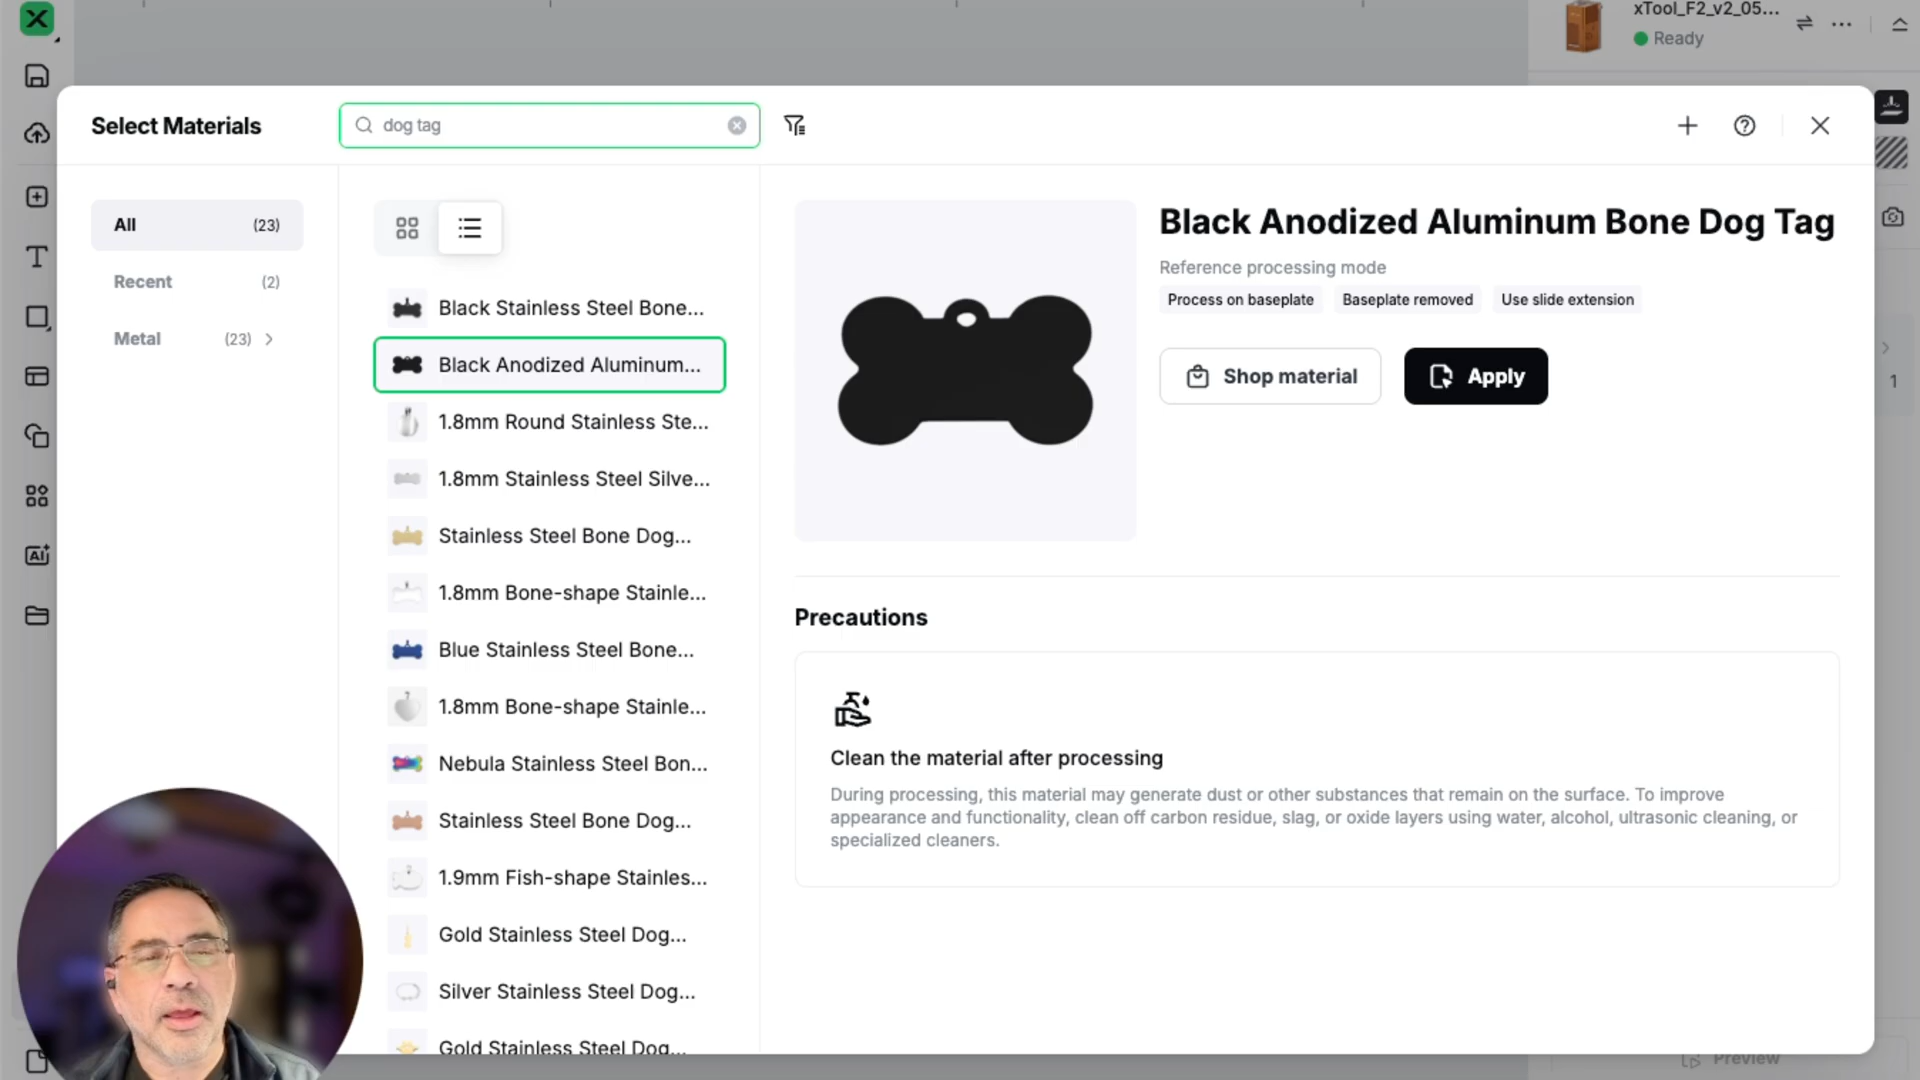 xTool_F2_v2_05...
Ready
Select Materials
dog tag
All (23)
Recent (2)
Metal (23)
Black Stainless Steel Bone...
Black Anodized Aluminum...
1.8mm Round Stainless Ste...
1.8mm Stainless Steel Silve...
Stainless Steel Bone Dog...
1.8mm Bone-shape Stainle...
Blue Stainless Steel Bone...
1.8mm Bone-shape Stainle...
Nebula Stainless Steel Bon...
Stainless Steel Bone Dog...
1.9mm Fish-shape Stainles...
Gold Stainless Steel Dog...
Silver Stainless Steel Dog...
Gold Stainless Steel Dog...
Black Anodized Aluminum Bone Dog Tag
Reference processing mode
Process on baseplate
Baseplate removed
Use slide extension
Shop material
Apply
Precautions
Clean the material after processing
During processing, this material may generate dust or other substances that remain on the surface. To improve
appearance and functionality, clean off carbon residue, slag, or oxide layers using water, alcohol, ultrasonic cleaning, or
specialized cleaners.
1
AI
Preview